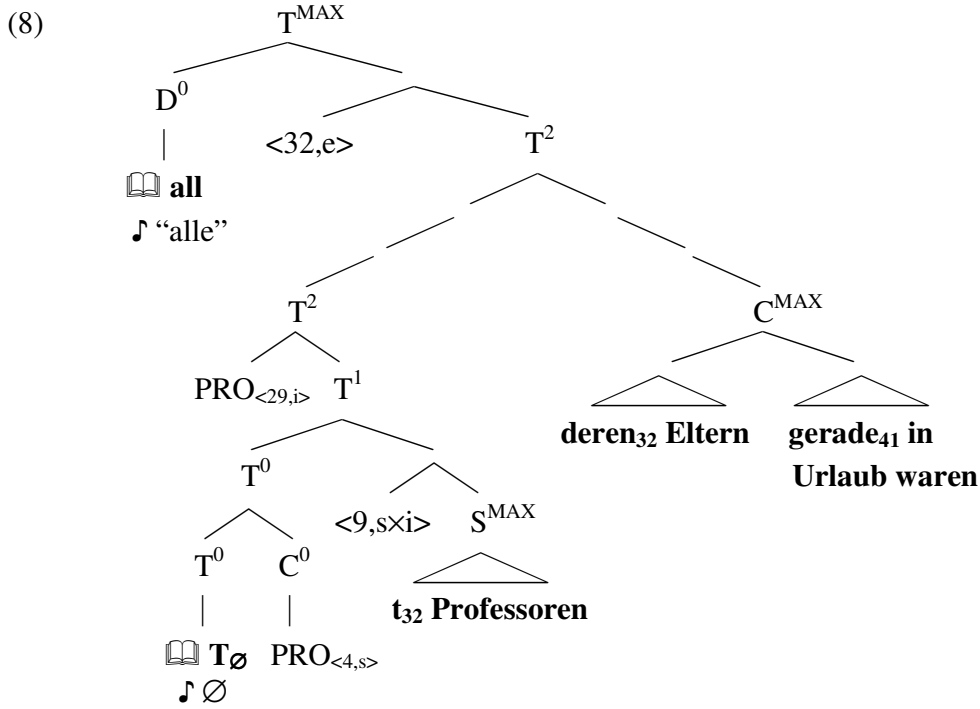 (8)
T^MAX
D^0
<32,e>
T^2
📖 all
♪ “alle”
T^2
C^MAX
PRO<29,i>
T^1
deren₃₂ Eltern
gerade₄₁ in
Urlaub waren
T^0
<9,s×i>
S^MAX
T^0
C^0
t₃₂ Professoren
📖 T∅
PRO<4,s>
♪ ∅